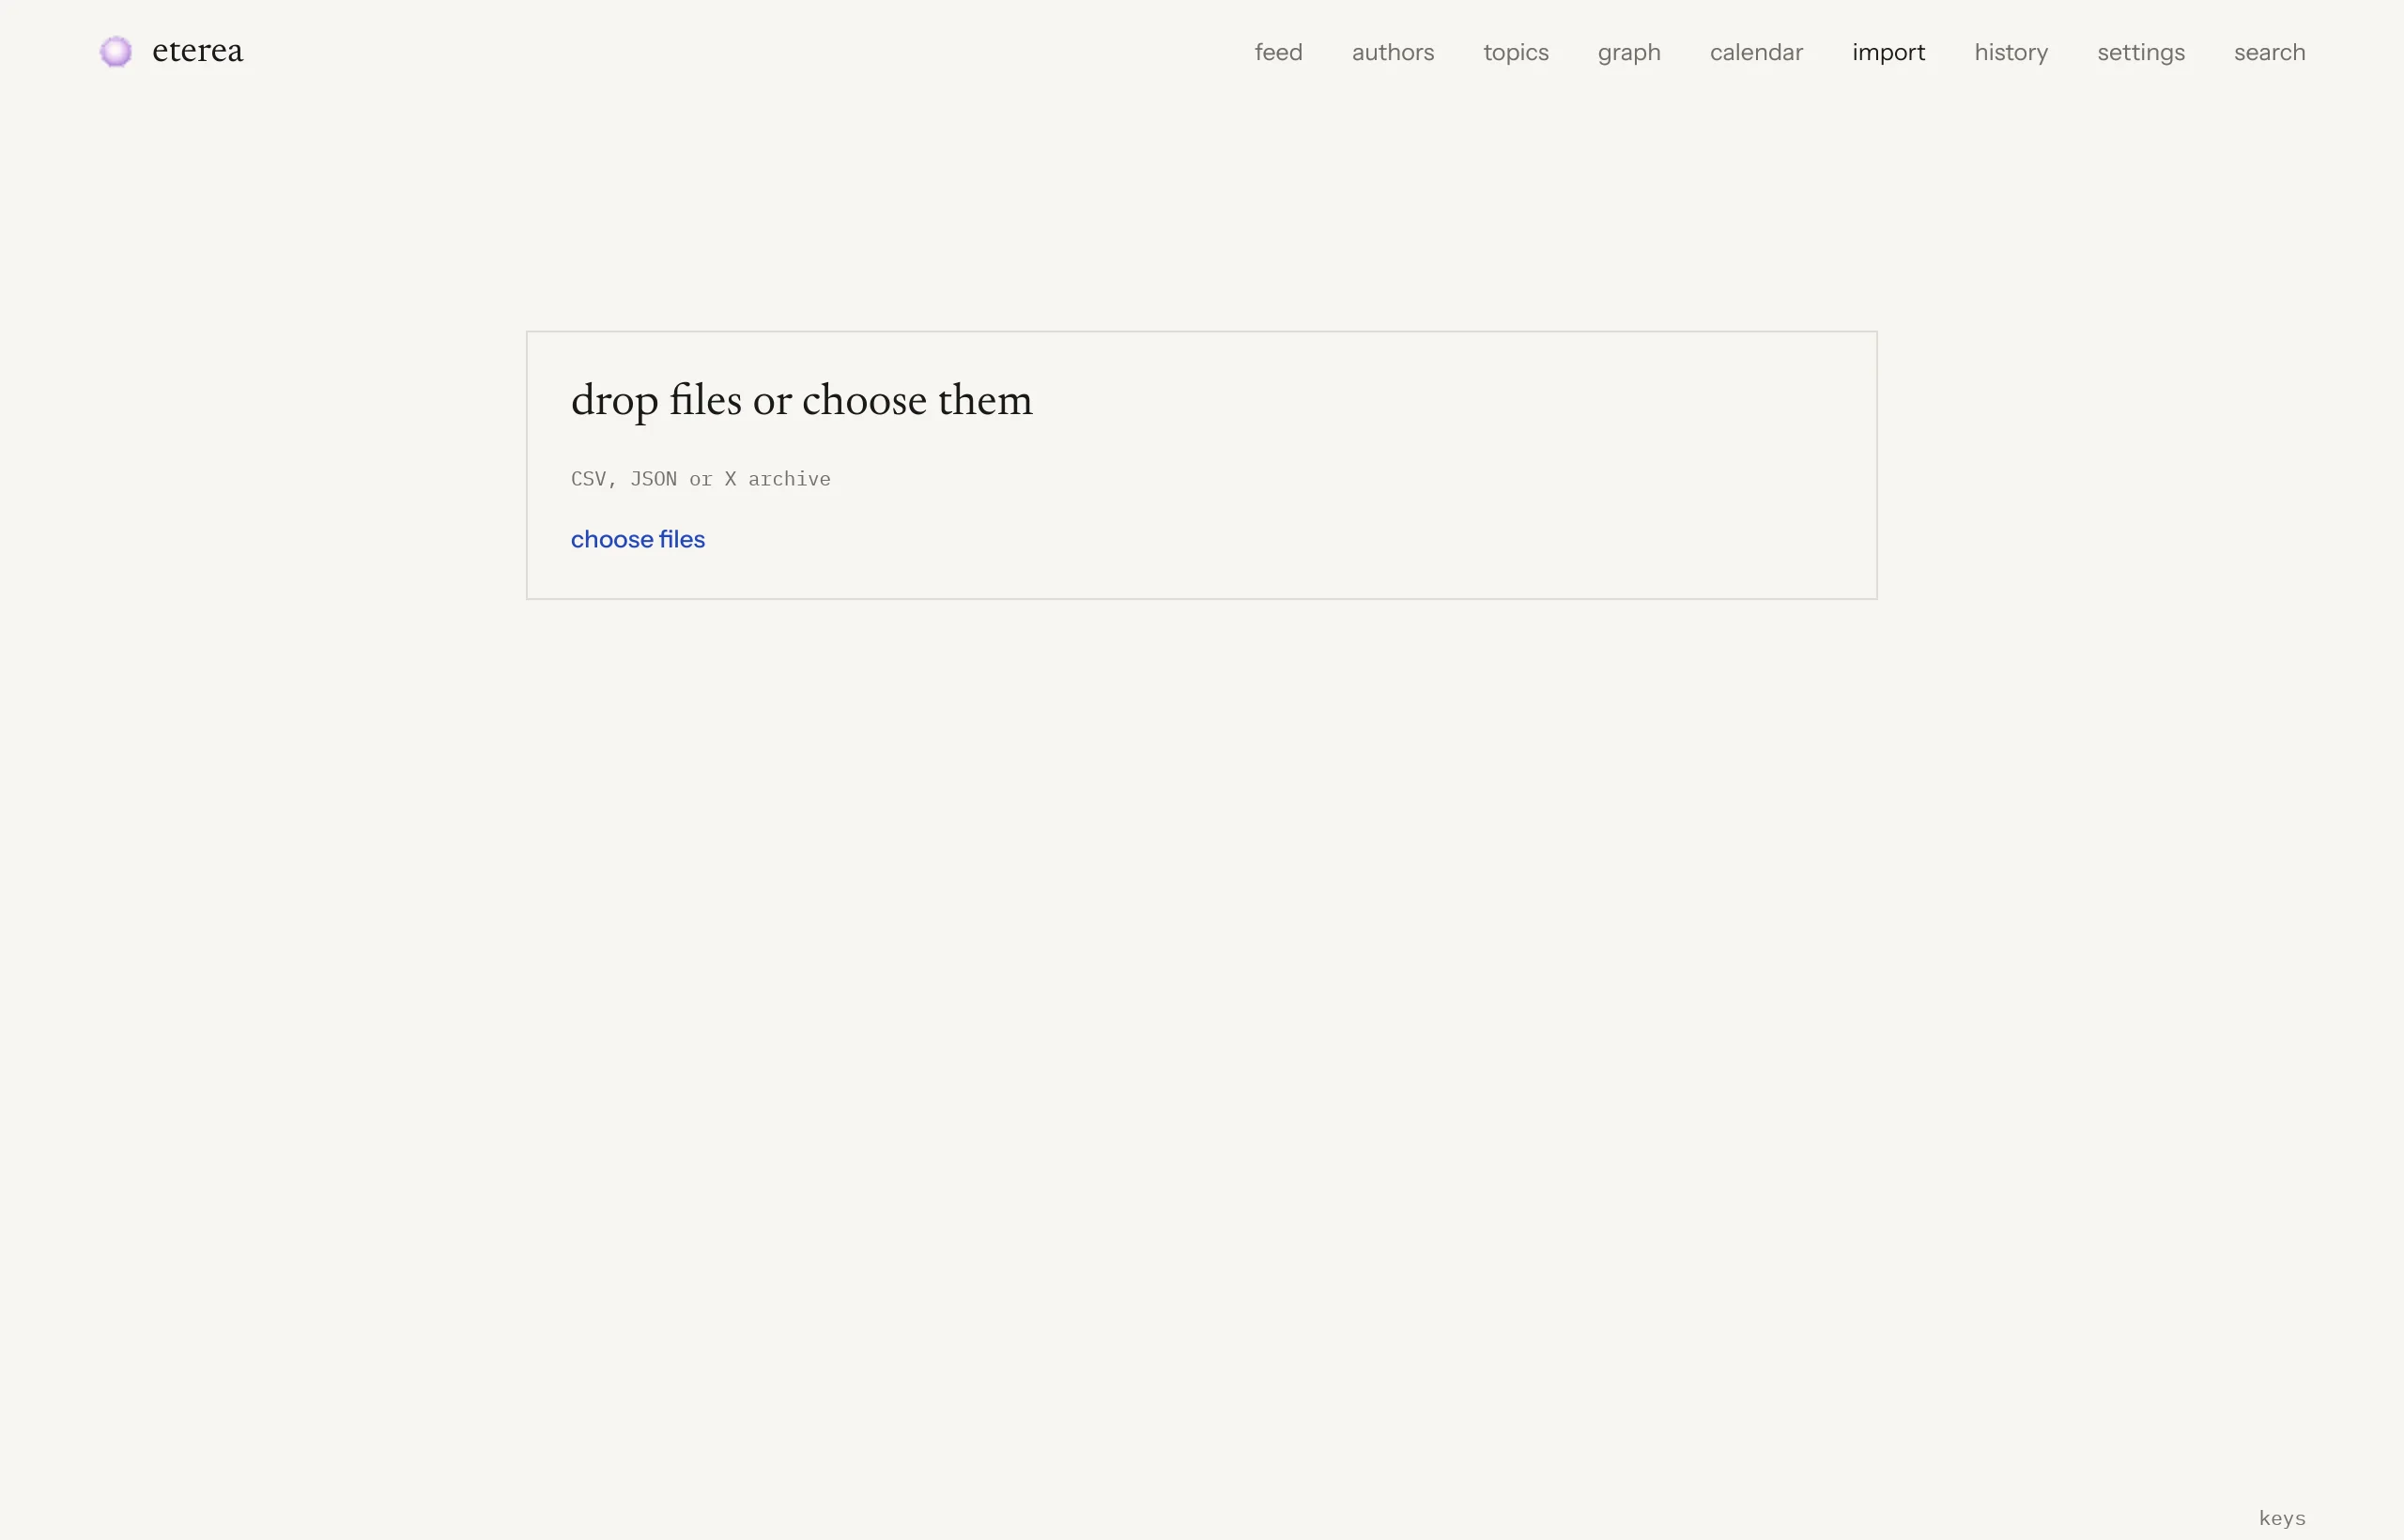 eterea
feed authors topics graph calendar import history settings search
drop files or choose them
CSV, JSON or X archive
choose files
keys